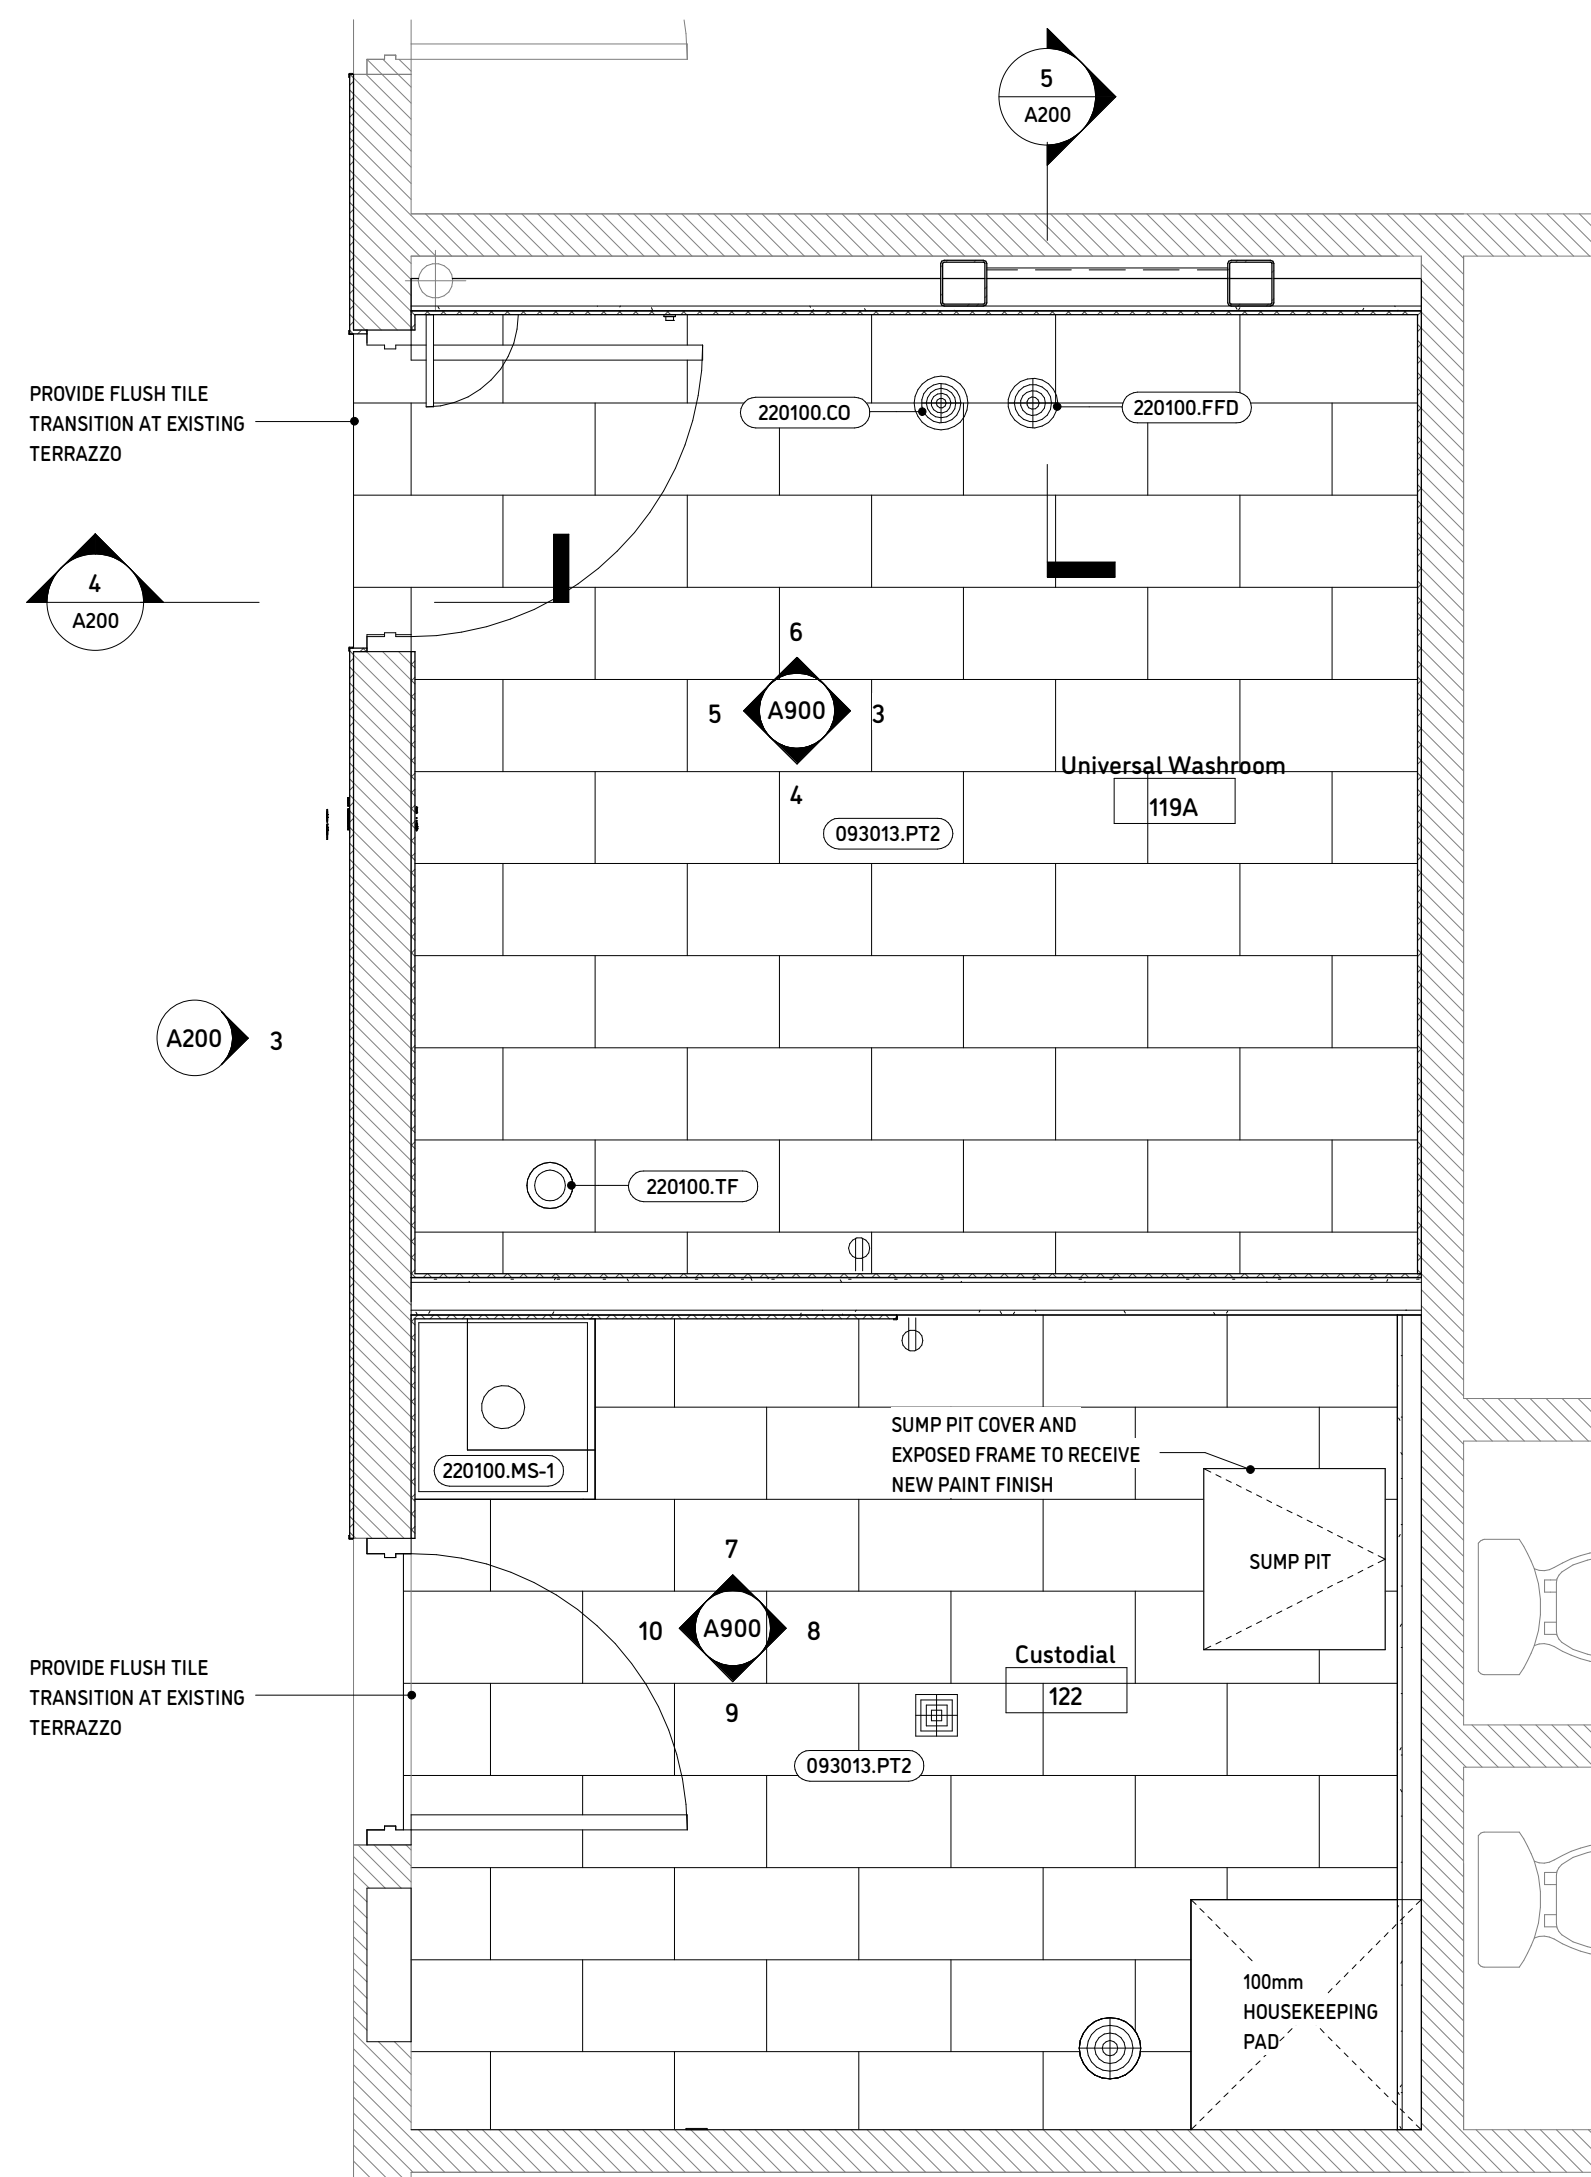 5
A200
PROVIDE FLUSH TILE
TRANSITION AT EXISTING
TERRAZZO
220100.CO
220100.FFD
4
A200
6
5
A900
3
4
Universal Washroom
119A
093013.PT2
A200
3
220100.TF
220100.MS-1
SUMP PIT COVER AND
EXPOSED FRAME TO RECEIVE
NEW PAINT FINISH
SUMP PIT
7
10
A900
8
9
Custodial
122
PROVIDE FLUSH TILE
TRANSITION AT EXISTING
TERRAZZO
093013.PT2
100mm
HOUSEKEEPING
PAD